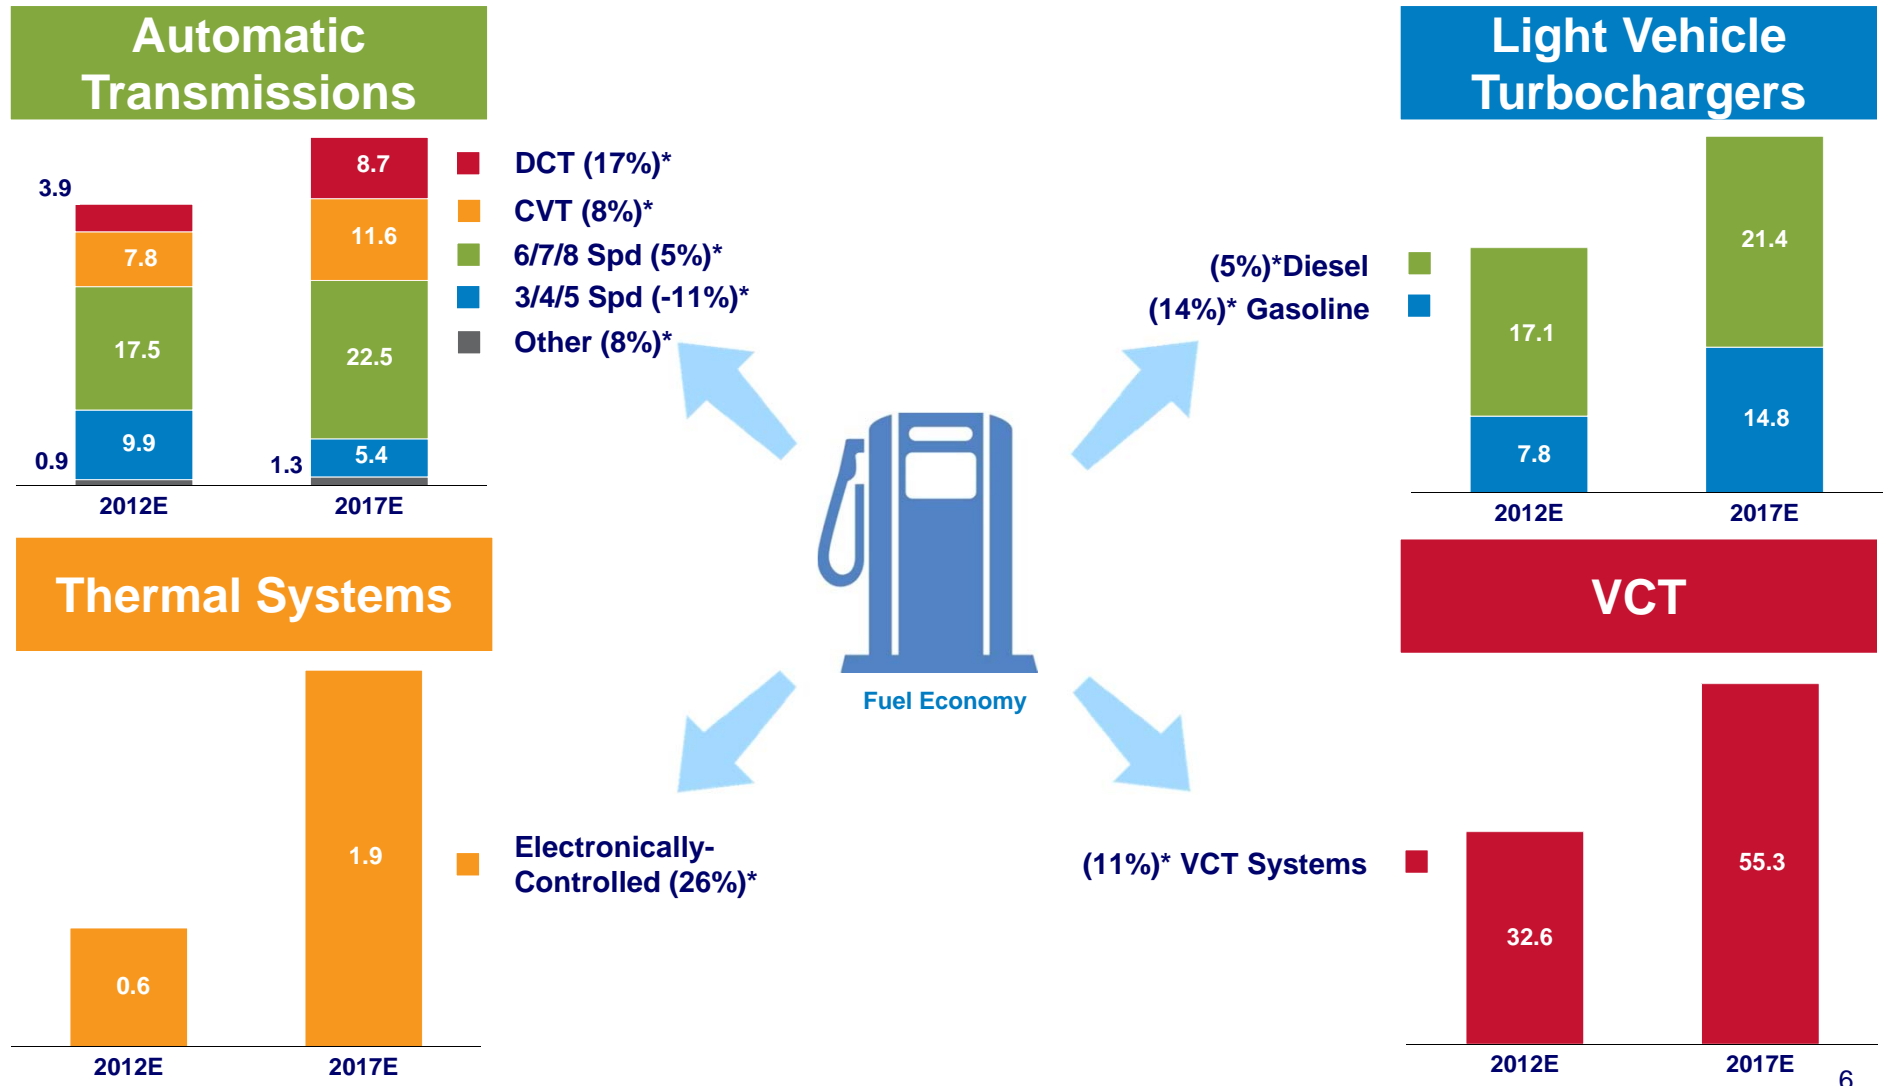 Automatic
Transmissions
3.9
7.8
17.5
9.9
0.9
2012E
8.7
11.6
22.5
5.4
1.3
2017E
DCT (17%)*
CVT (8%)*
6/7/8 Spd (5%)*
3/4/5 Spd (-11%)*
Other (8%)*
Light Vehicle
Turbochargers
(5%)*Diesel
(14%)* Gasoline
17.1
7.8
2012E
21.4
14.8
2017E
Fuel Economy
Thermal Systems
0.6
2012E
1.9
2017E
Electronically-
Controlled (26%)*
VCT
(11%)* VCT Systems
32.6
2012E
55.3
2017E
6